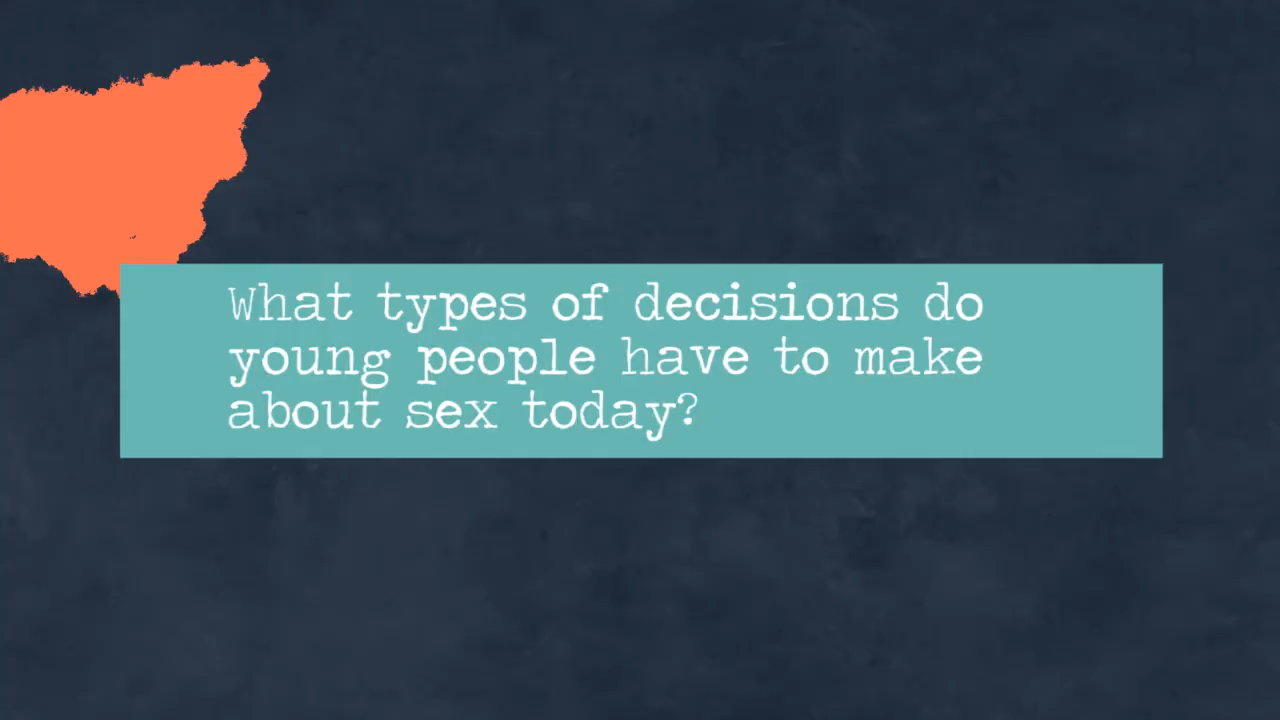 What types of decisions do
young people have to make
about sex today?